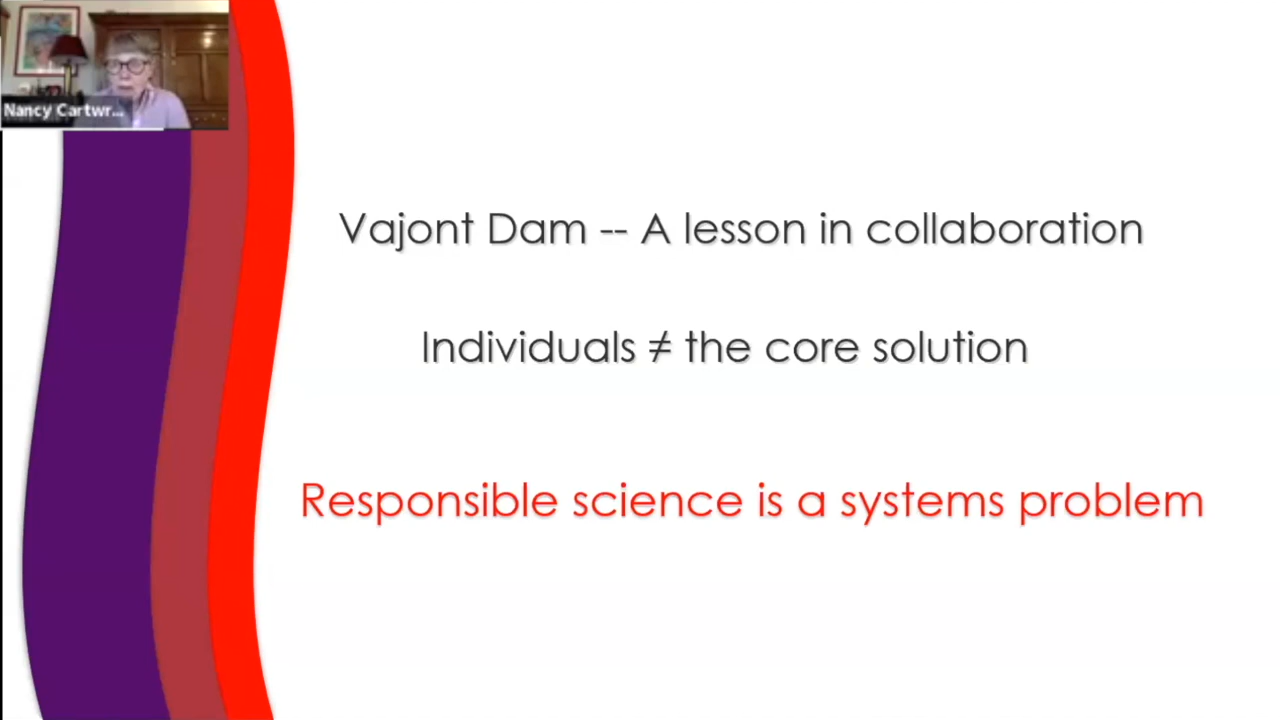 Nancy Cartwr...
Vajont Dam -- A lesson in collaboration
Individuals ≠ the core solution
Responsible science is a systems problem